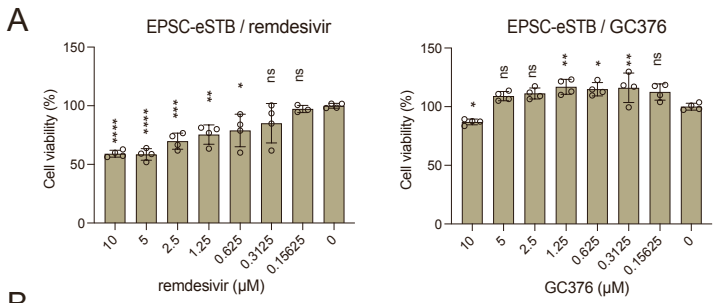 A
EPSC-eSTB / remdesivir
Cell viability (%)
150
100
50
0
**** **** *** ** * ns ns
10 5 2.5 1.25 0.625 0.3125 0.15625 0
remdesivir (μM)
EPSC-eSTB / GC376
Cell viability (%)
150
100
50
0
* ns ns ** * ** ns
10 5 2.5 1.25 0.625 0.3125 0.15625 0
GC376 (μM)
B